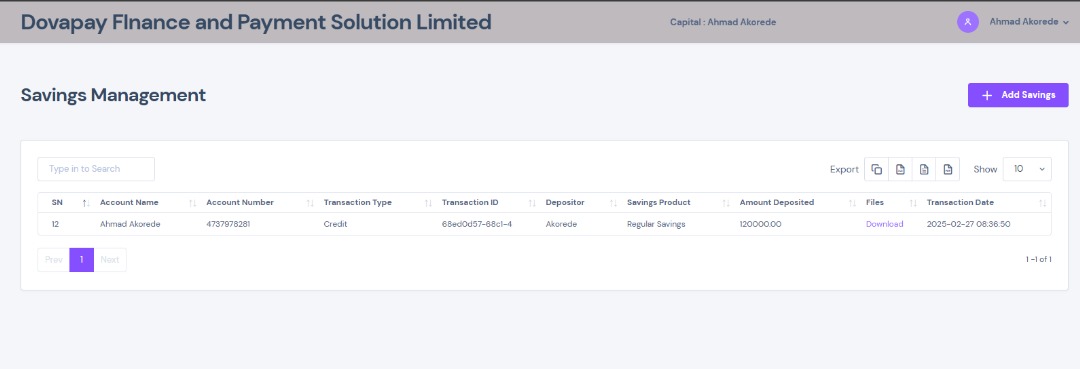 Dovapay FInance and Payment Solution Limited
Capital : Ahmad Akorede
Ahmad Akorede
Savings Management
Add Savings
Type in to Search
Export
Show 10
SN Account Name Account Number Transaction Type Transaction ID Depositor Savings Product Amount Deposited Files Transaction Date
12 Ahmad Akorede 4737978281 Credit 68ed0d57-68c1-4 Akorede Regular Savings 120000.00 Download 2025-02-27 08:36:50
Prev 1 Next
1 -1 of 1